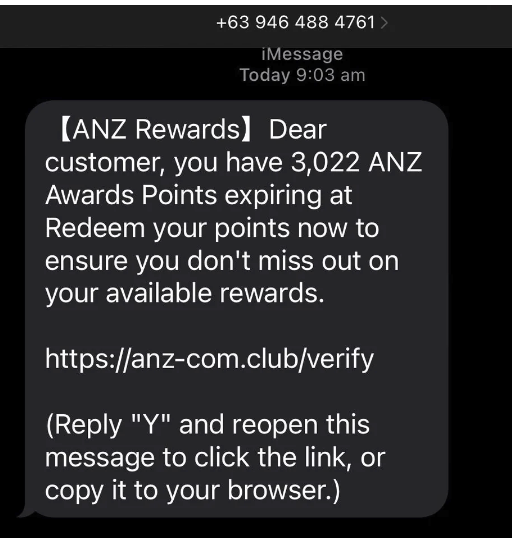 +63 946 488 4761
iMessage
Today 9:03 am
【ANZ Rewards】Dear
customer, you have 3,022 ANZ
Awards Points expiring at
Redeem your points now to
ensure you don't miss out on
your available rewards.
https://anz-com.club/verify
(Reply "Y" and reopen this
message to click the link, or
copy it to your browser.)